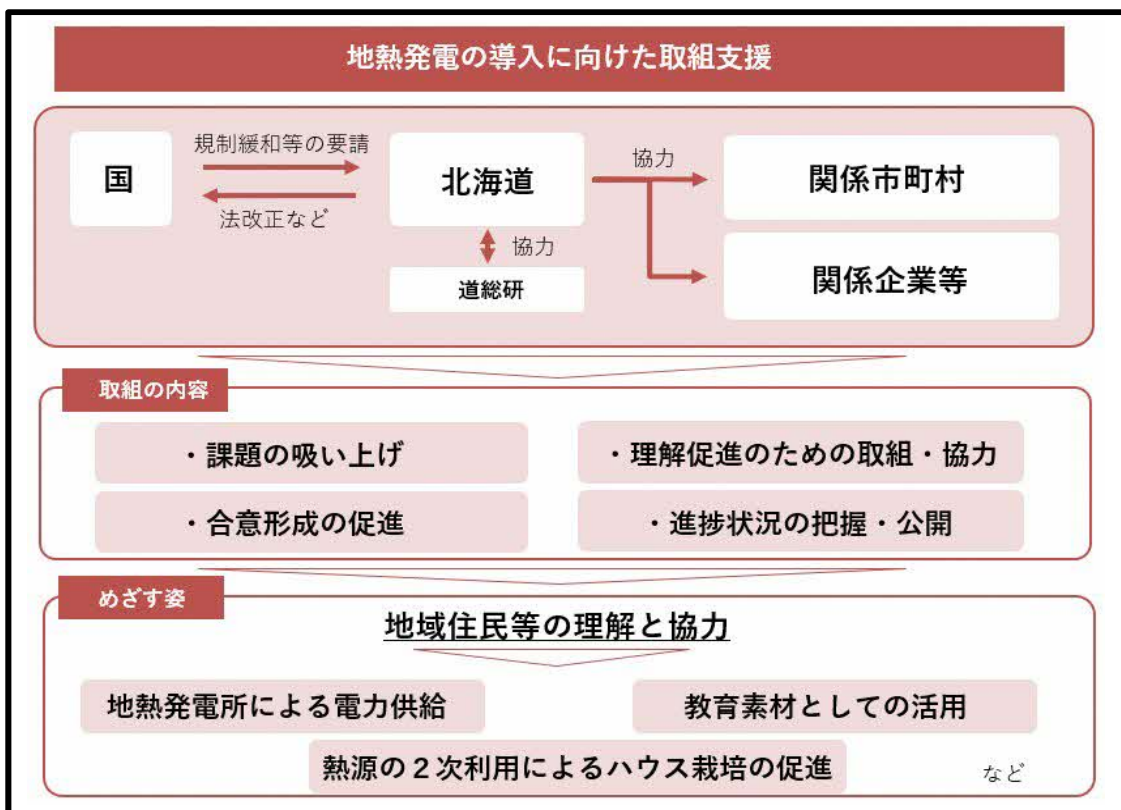 地熱発電の導入に向けた取組支援
国
規制緩和等の要請
法改正など
北海道
協力
道総研
協力
関係市町村
関係企業等
取組の内容
・課題の吸い上げ
・理解促進のための取組・協力
・合意形成の促進
・進捗状況の把握・公開
めざす姿
地域住民等の理解と協力
地熱発電所による電力供給
教育素材としての活用
熱源の２次利用によるハウス栽培の促進
など